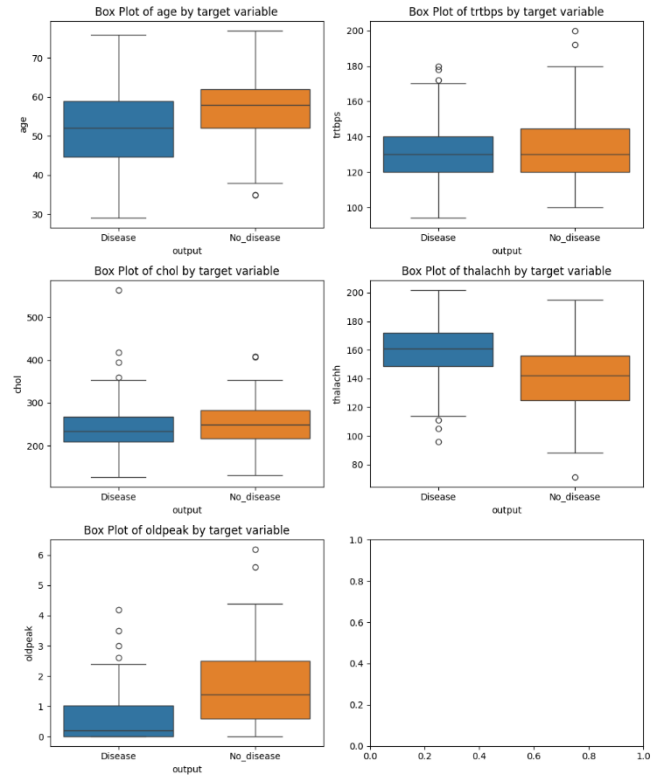 Box Plot of age by target variable
70
60
50
40
30
age
Disease
No_disease
output
Box Plot of trtbps by target variable
200
180
160
140
120
100
trtbps
Disease
No_disease
output
Box Plot of chol by target variable
500
400
300
200
chol
Disease
No_disease
output
Box Plot of thalachh by target variable
200
180
160
140
120
100
80
thalachh
Disease
No_disease
output
Box Plot of oldpeak by target variable
6
5
4
3
2
1
0
oldpeak
Disease
No_disease
output
1.0
0.8
0.6
0.4
0.2
0.0
0.0 0.2 0.4 0.6 0.8 1.0